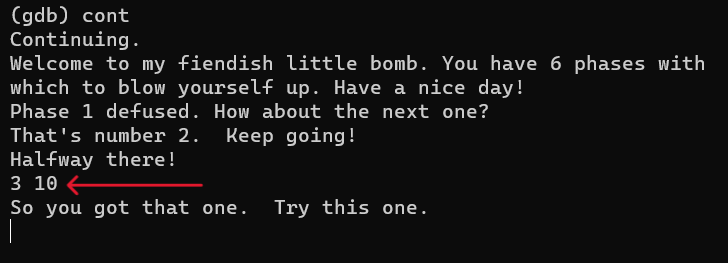 (gdb) cont
Continuing.
Welcome to my fiendish little bomb. You have 6 phases with
which to blow yourself up. Have a nice day!
Phase 1 defused. How about the next one?
That's number 2.  Keep going!
Halfway there!
3 10
So you got that one.  Try this one.